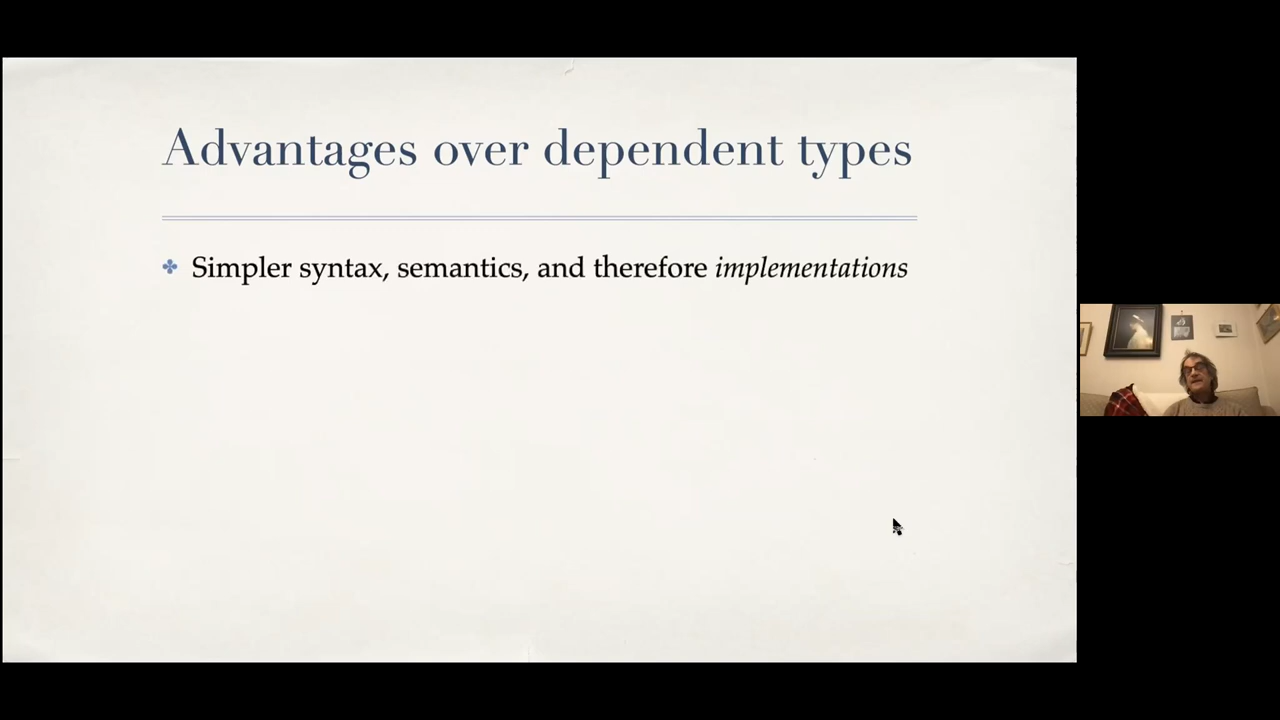 Advantages over dependent types
Simpler syntax, semantics, and therefore implementations